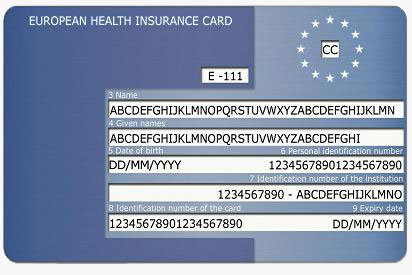 EUROPEAN HEALTH INSURANCE CARD
CC
E -111
3 Name
ABCDEFGHIJKLMNOPQRSTUVWXYZABCDEFGHIJKLMN
4 Given names
ABCDEFGHIJKLMNOPQRSTUVWXYZABCDEFGHI
5 Date of birth 6 Personal identification number
DD/MM/YYYY 12345678901234567890
7 Identification number of the institution
1234567890 - ABCDEFGHIJKLMNO
8 Identification number of the card 9 Expiry date
12345678901234567890 DD/MM/YYYY